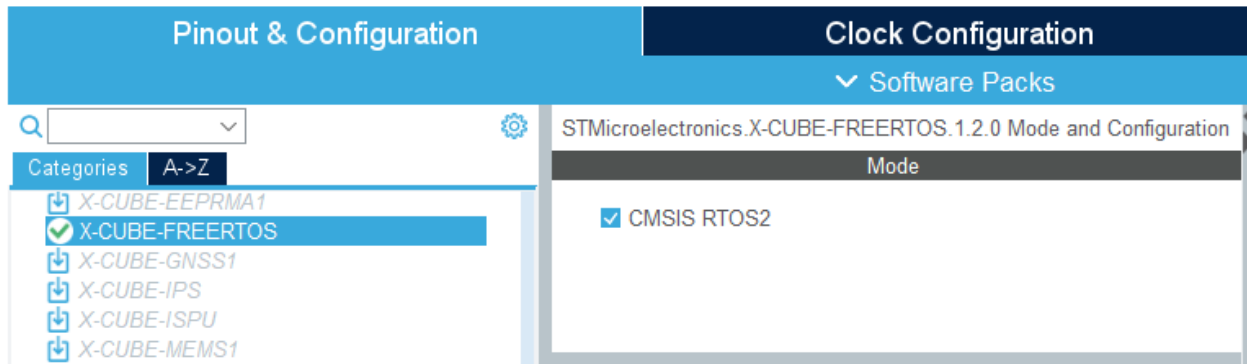 Pinout & Configuration
Clock Configuration
Software Packs
STMicroelectronics.X-CUBE-FREERTOS.1.2.0 Mode and Configuration
Categories
A->Z
Mode
X-CUBE-EEPRMA1
X-CUBE-FREERTOS
CMSIS RTOS2
X-CUBE-GNSS1
X-CUBE-IPS
X-CUBE-ISPU
X-CUBE-MEMS1